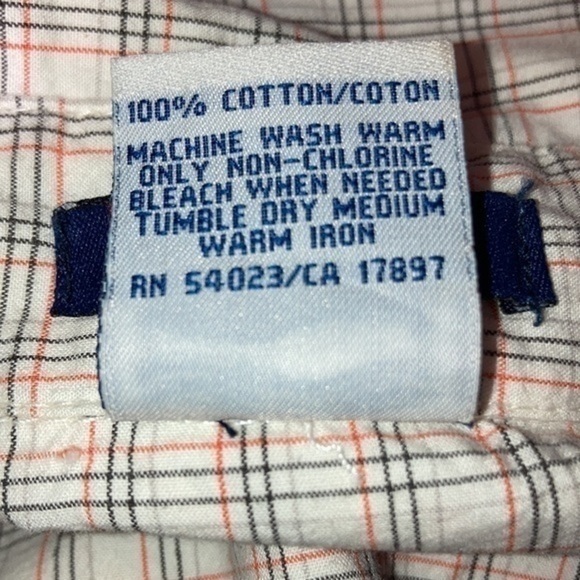 100% COTTON/COTON
MACHINE WASH WARM
ONLY NON-CHLORINE
BLEACH WHEN NEEDED
TUMBLE DRY MEDIUM
WARM IRON
RN 54023/CA 17897